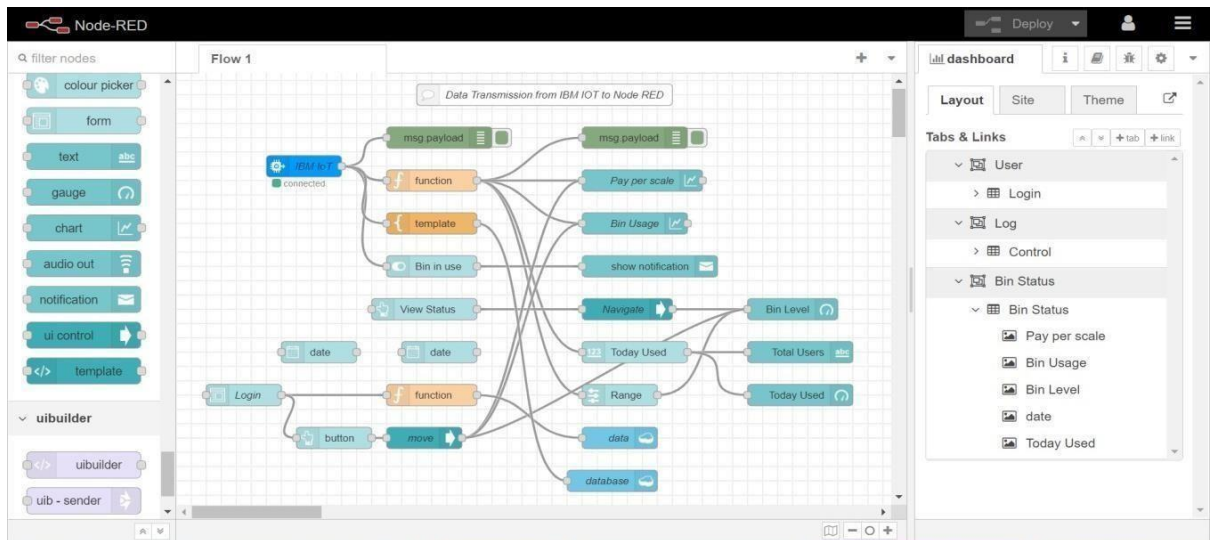 Node-RED
Deploy
filter nodes
colour picker
form
text
abc
gauge
chart
audio out
notification
ui control
</> template
uibuilder
</> uibuilder
uib - sender
Flow 1
Data Transmission from IBM IOT to Node RED
msg.payload
msg.payload
IBM IoT
connected
f function
Pay per scale
{ template
Bin Usage
Bin in use
show notification
View Status
Navigate
Bin Level
date
date
123 Today Used
Total Users abc
Login
f function
Range
Today Used
button
move
data
database
dashboard
i
Layout
Site
Theme
Tabs & Links
+ tab
+ link
User
Login
Log
Control
Bin Status
Bin Status
Pay per scale
Bin Usage
Bin Level
date
Today Used